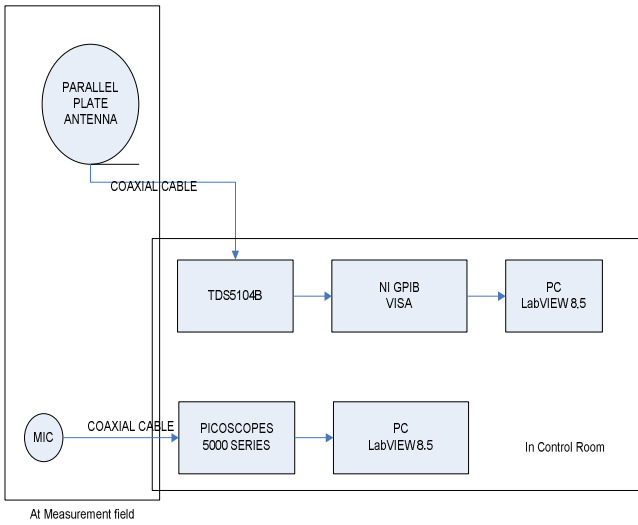 PARALLEL
PLATE
ANTENNA
COAXIAL CABLE
TDS5104B
NI GPIB
VISA
PC
LabVIEW 8,5
MIC
COAXIAL CABLE
PICOSCOPES
5000 SERIES
PC
LabVIEW 8.5
In Control Room
At Measurement field